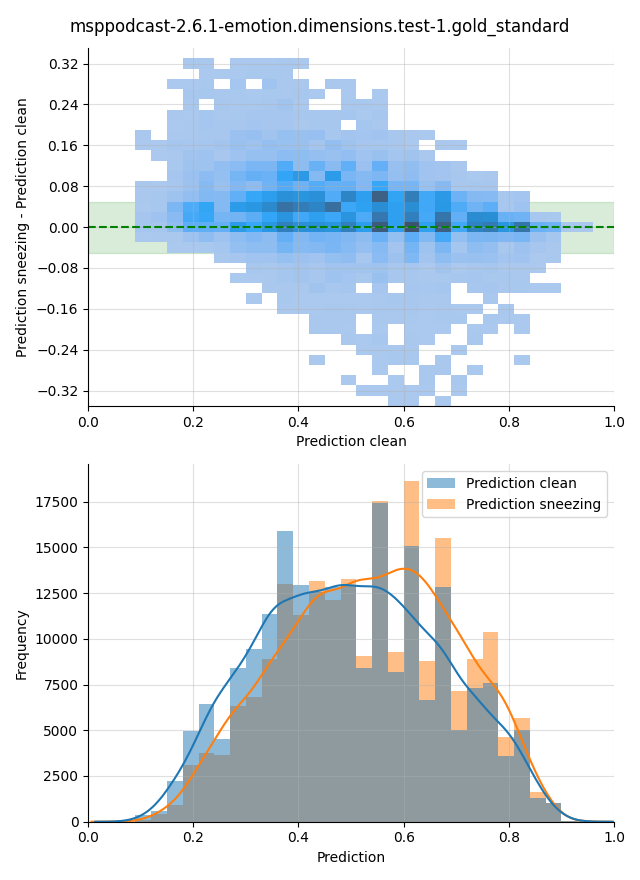 msppodcast-2.6.1-emotion.dimensions.test-1.gold_standard
0.32
0.24
0.16
0.08
0.00
−0.08
−0.16
−0.24
−0.32
Prediction sneezing - Prediction clean
0.0 0.2 0.4 0.6 0.8 1.0
Prediction clean
Prediction clean
Prediction sneezing
17500
15000
12500
10000
7500
5000
2500
0
Frequency
0.0 0.2 0.4 0.6 0.8 1.0
Prediction